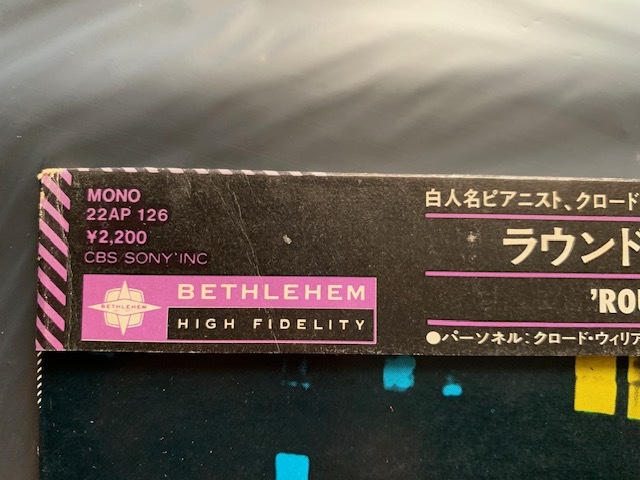 MONO
22AP 126
¥2,200
CBS SONY INC
BETHLEHEM
BETHLEHEM
HIGH FIDELITY
白人名ピアニスト、クロード
ラウンド
'ROU
●パーソネル:クロード・ウィリア